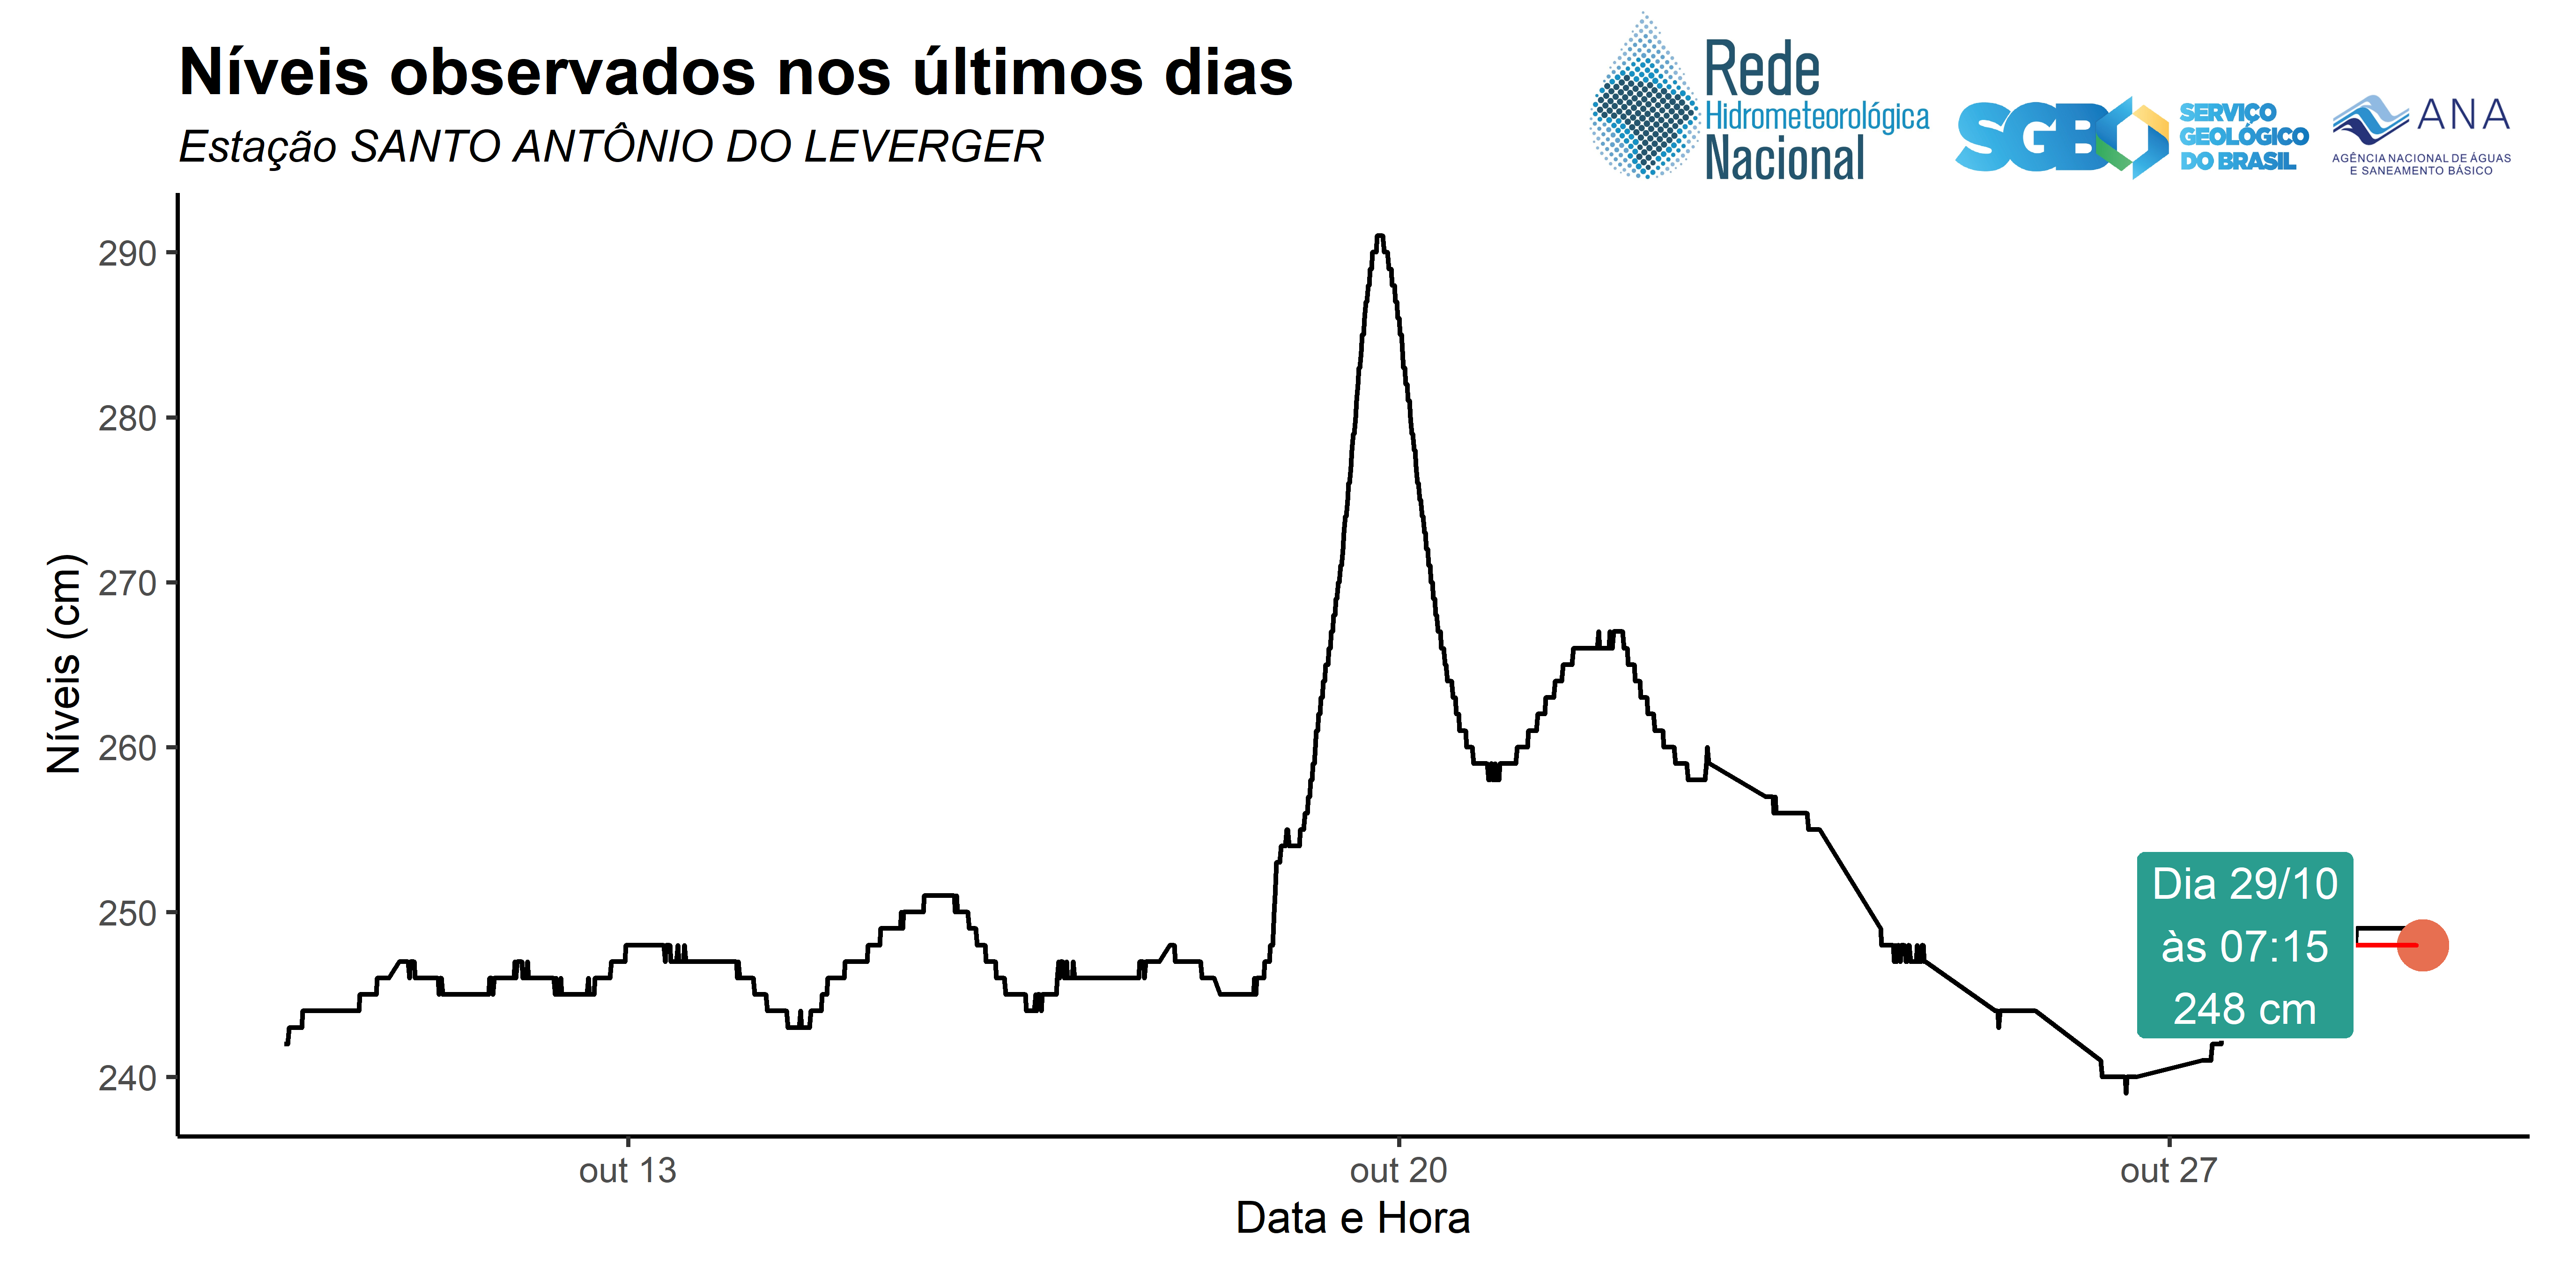 Níveis observados nos últimos dias
Estação SANTO ANTÔNIO DO LEVERGER
Rede
Hidrometeorológica
Nacional
SGB
SERVIÇO
GEOLÓGICO
DO BRASIL
ANA
AGÊNCIA NACIONAL DE ÁGUAS
E SANEAMENTO BÁSICO
Níveis (cm)
290
280
270
260
250
240
Dia 29/10
às 07:15
248 cm
out 13
out 20
out 27
Data e Hora